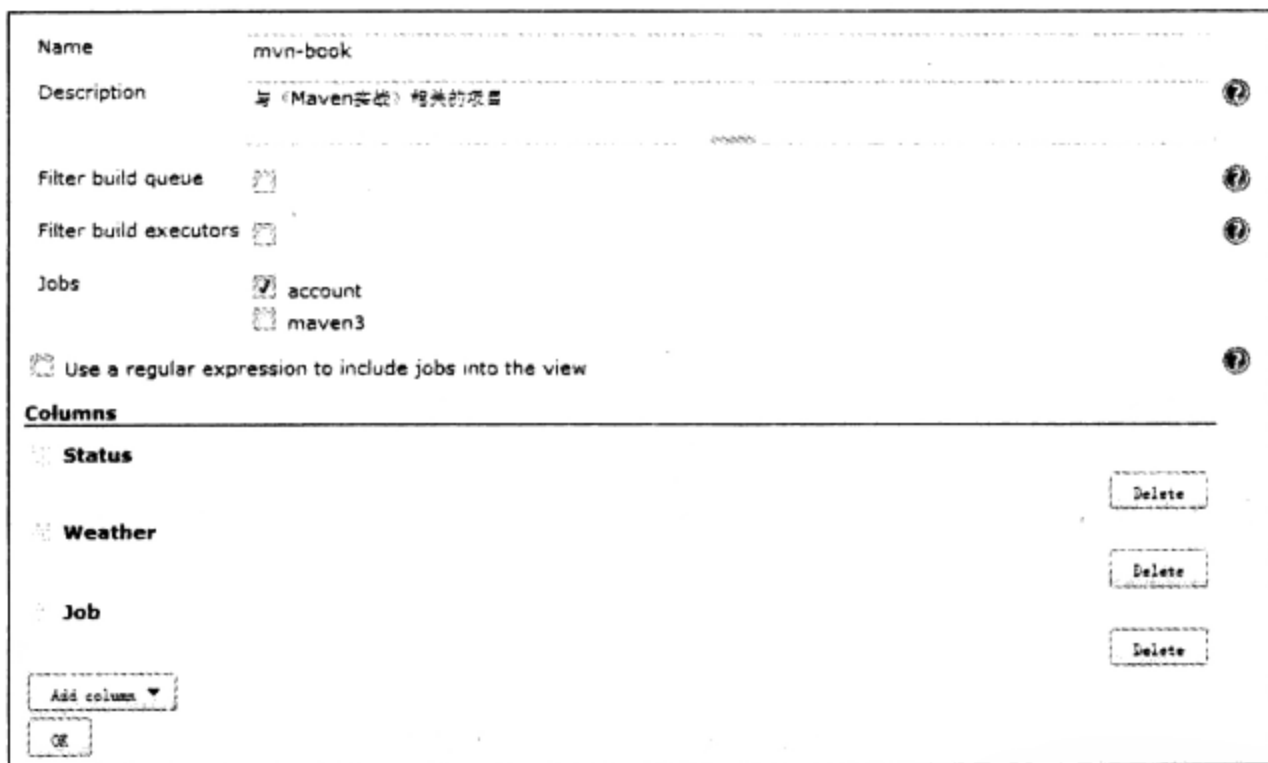 Name mvn-book
Description 与《Maven实战》相关的项目
Filter build queue
Filter build executors
Jobs account
maven3
Use a regular expression to include jobs into the view
Columns
Status
Delete
Weather
Delete
Job
Delete
Add column
OK